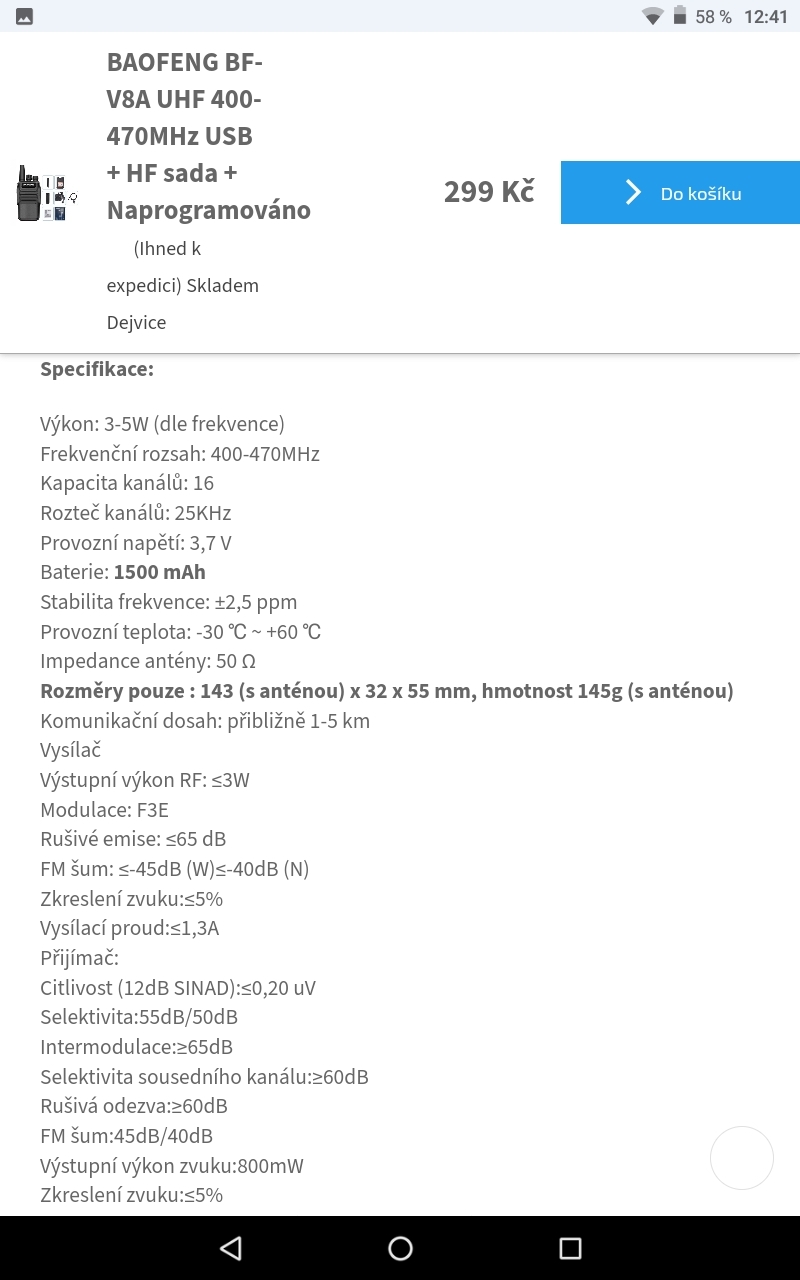 58 % 12:41
BAOFENG BF-
V8A UHF 400-
470MHz USB
+ HF sada +
Naprogramováno
(Ihned k
expedici) Skladem
Dejvice
299 Kč
Do košíku
Specifikace:
Výkon: 3-5W (dle frekvence)
Frekvenční rozsah: 400-470MHz
Kapacita kanálů: 16
Rozteč kanálů: 25KHz
Provozní napětí: 3,7 V
Baterie: 1500 mAh
Stabilita frekvence: ±2,5 ppm
Provozní teplota: -30 ℃ ~ +60 ℃
Impedance antény: 50 Ω
Rozměry pouze : 143 (s anténou) x 32 x 55 mm, hmotnost 145g (s anténou)
Komunikační dosah: přibližně 1-5 km
Vysílač
Výstupní výkon RF: ≤3W
Modulace: F3E
Rušivé emise: ≤65 dB
FM šum: ≤-45dB (W)≤-40dB (N)
Zkreslení zvuku:≤5%
Vysílací proud:≤1,3A
Přijímač:
Citlivost (12dB SINAD):≤0,20 uV
Selektivita:55dB/50dB
Intermodulace:≥65dB
Selektivita sousedního kanálu:≥60dB
Rušivá odezva:≥60dB
FM šum:45dB/40dB
Výstupní výkon zvuku:800mW
Zkreslení zvuku:≤5%